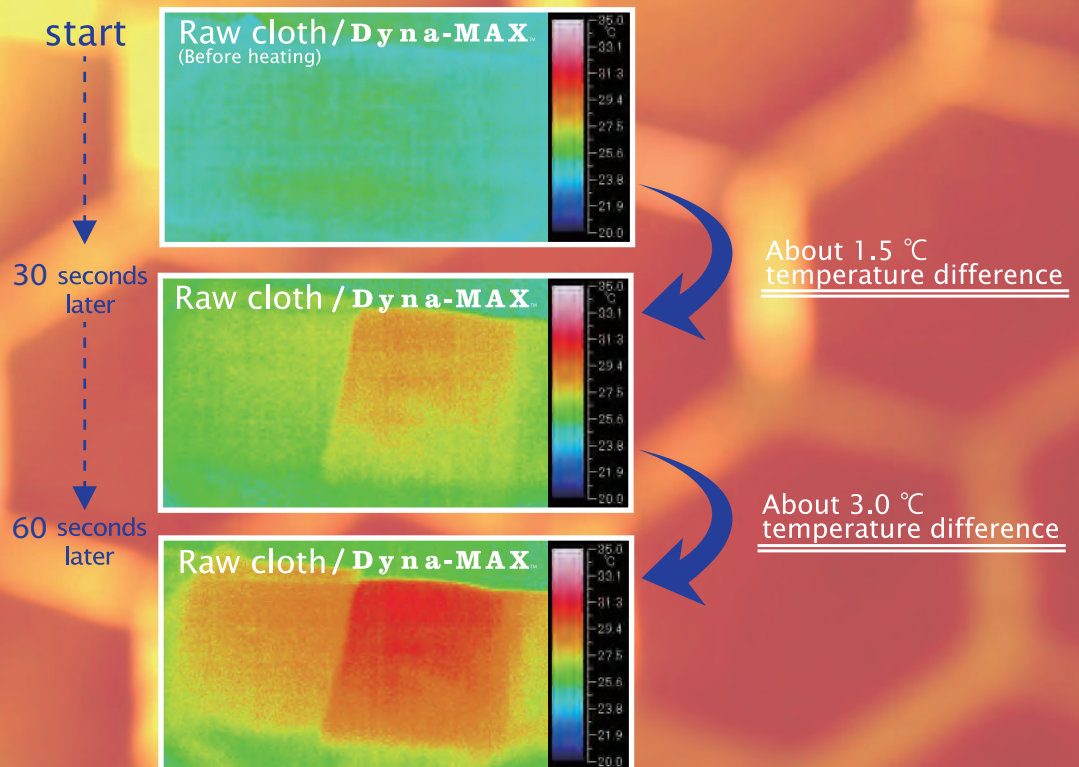 start
Raw cloth / Dyna-MAX™
(Before heating)
35.0
℃
33.1
31.3
29.4
27.5
25.6
23.8
21.9
20.0
About 1.5 ℃
temperature difference
30 seconds
later
Raw cloth / Dyna-MAX™
35.0
℃
33.1
31.3
29.4
27.5
25.6
23.8
21.9
20.0
About 3.0 ℃
temperature difference
60 seconds
later
Raw cloth / Dyna-MAX™
35.0
℃
33.1
31.3
29.4
27.5
25.6
23.8
21.9
20.0